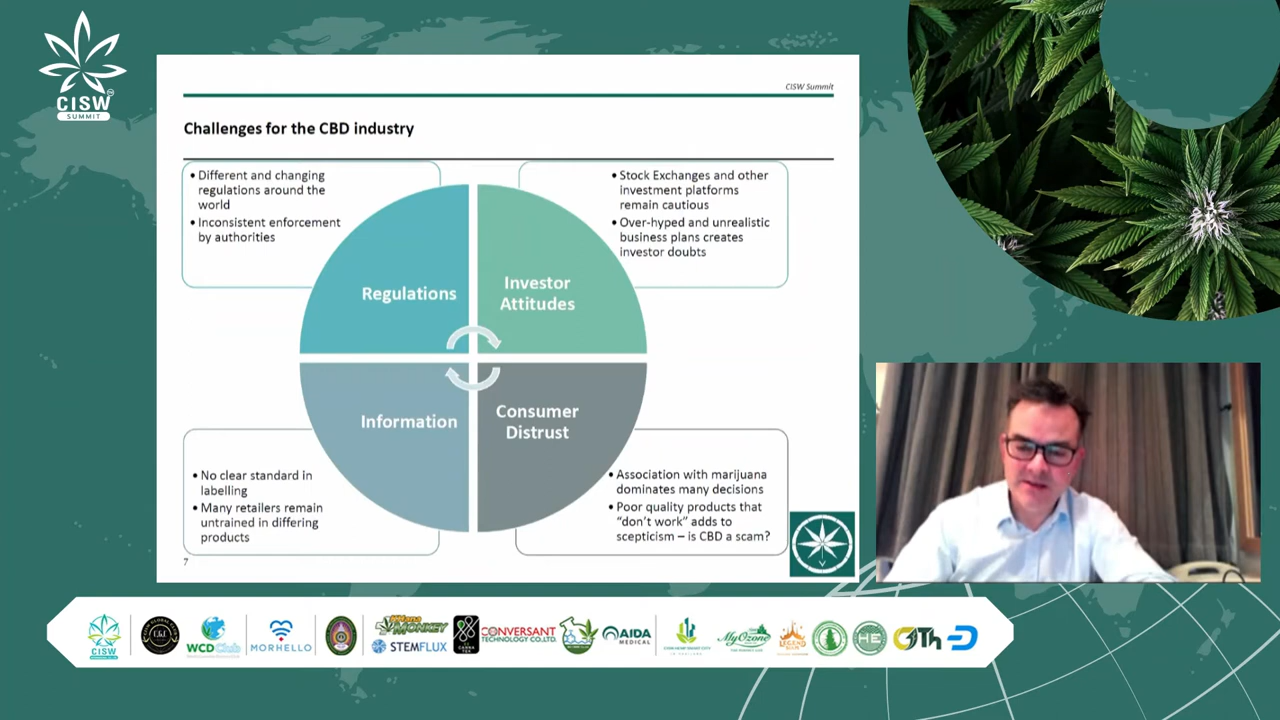 CISW
SUMMIT
CISW Summit
Challenges for the CBD industry
• Different and changing
regulations around the
world
• Inconsistent enforcement
by authorities
• Stock Exchanges and other
investment platforms
remain cautious
• Over-hyped and unrealistic
business plans creates
investor doubts
Regulations
Investor
Attitudes
Information
Consumer
Distrust
• No clear standard in
labelling
• Many retailers remain
untrained in differing
products
• Association with marijuana
dominates many decisions
• Poor quality products that
“don’t work” adds to
scepticism – is CBD a scam?
7
CISW
WCD Club
MORHELLO
MONKEY
STEMFLUX
CONVERSANT
TECHNOLOGY CO.,LTD.
AIDA
MEDICAL
MyOzone
LEGEND
HE
GTh